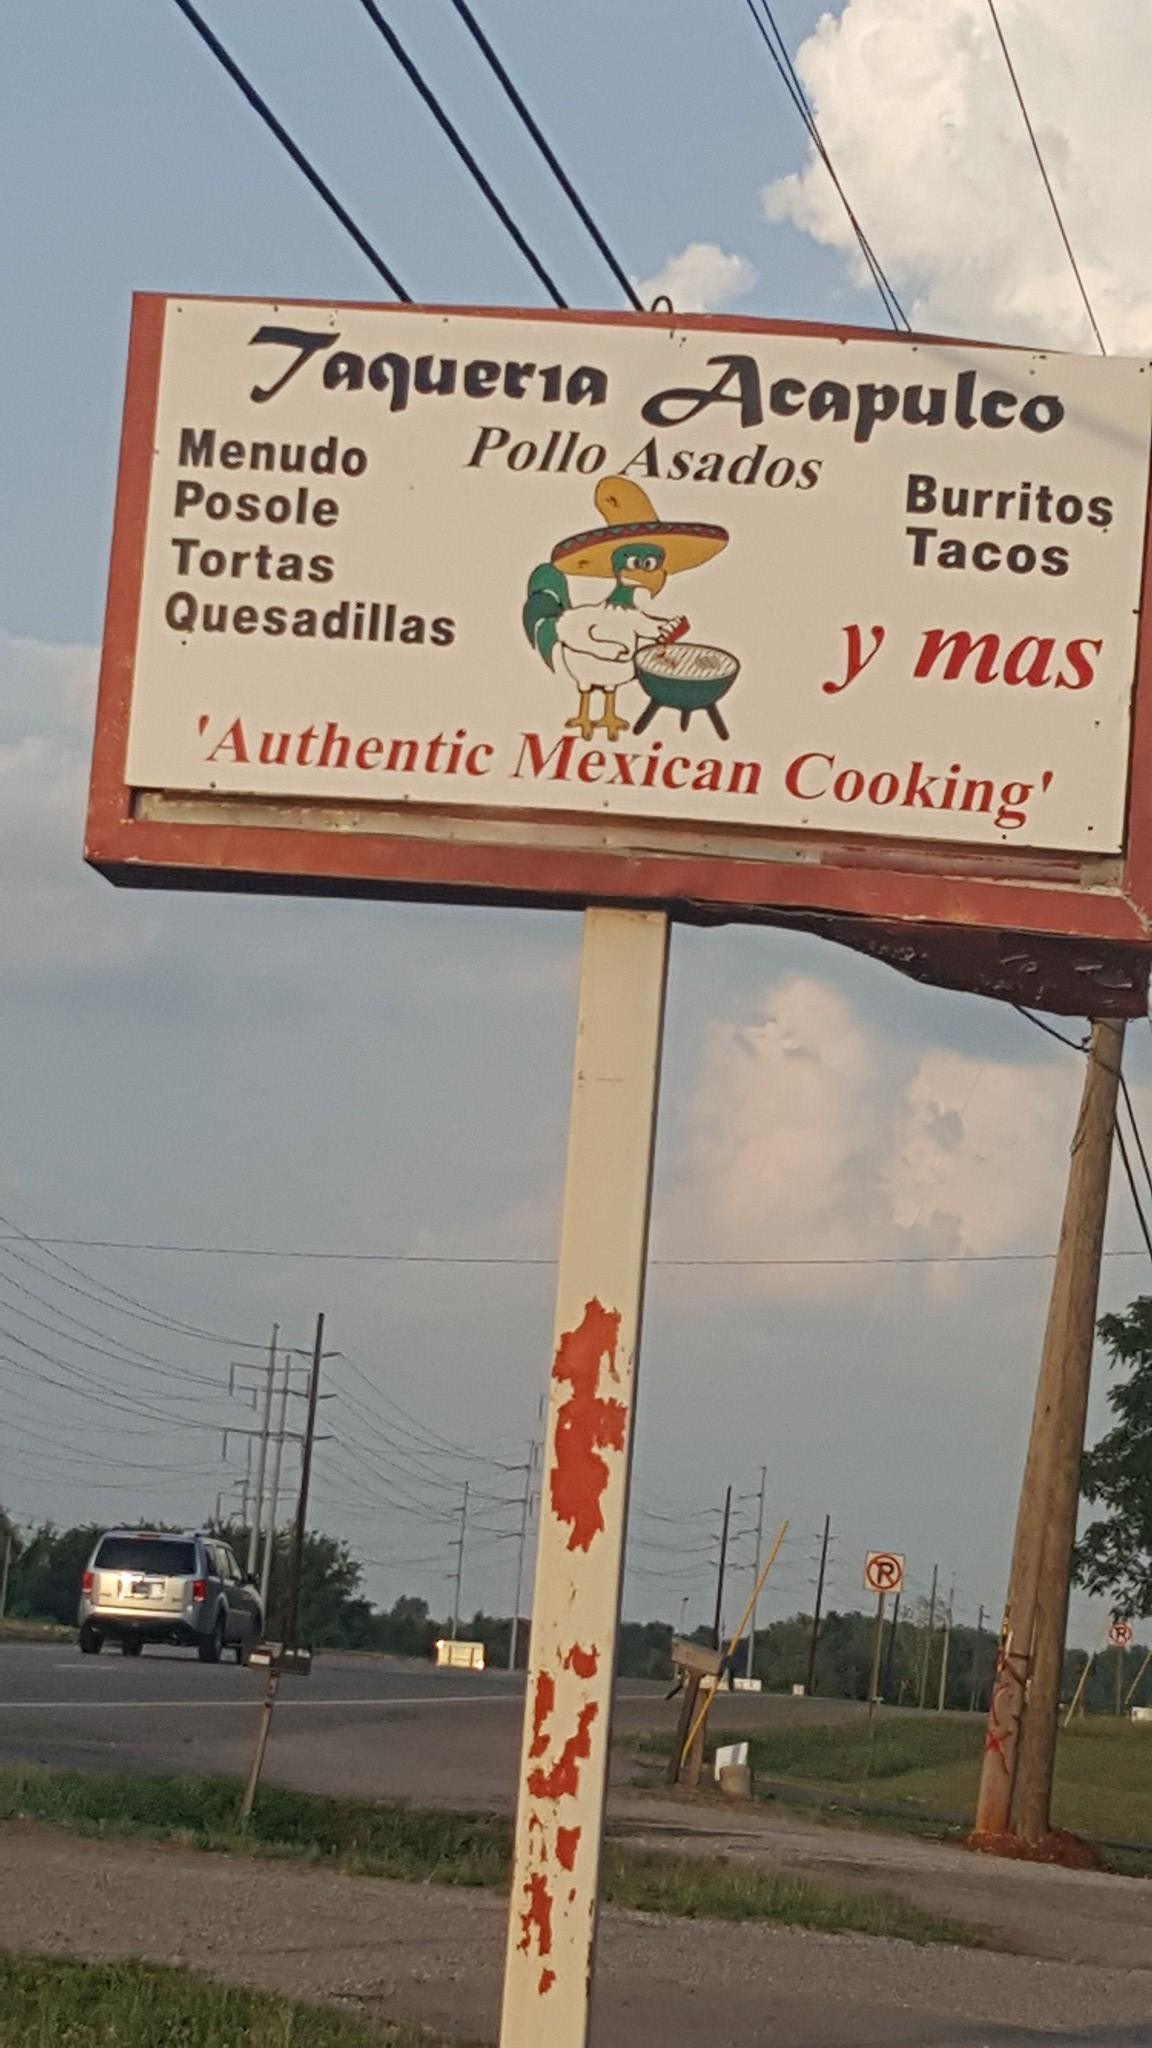 Taqueria Acapulco
Pollo Asados
Menudo
Posole
Tortas
Quesadillas
Burritos
Tacos
y mas
'Authentic Mexican Cooking'
P
P